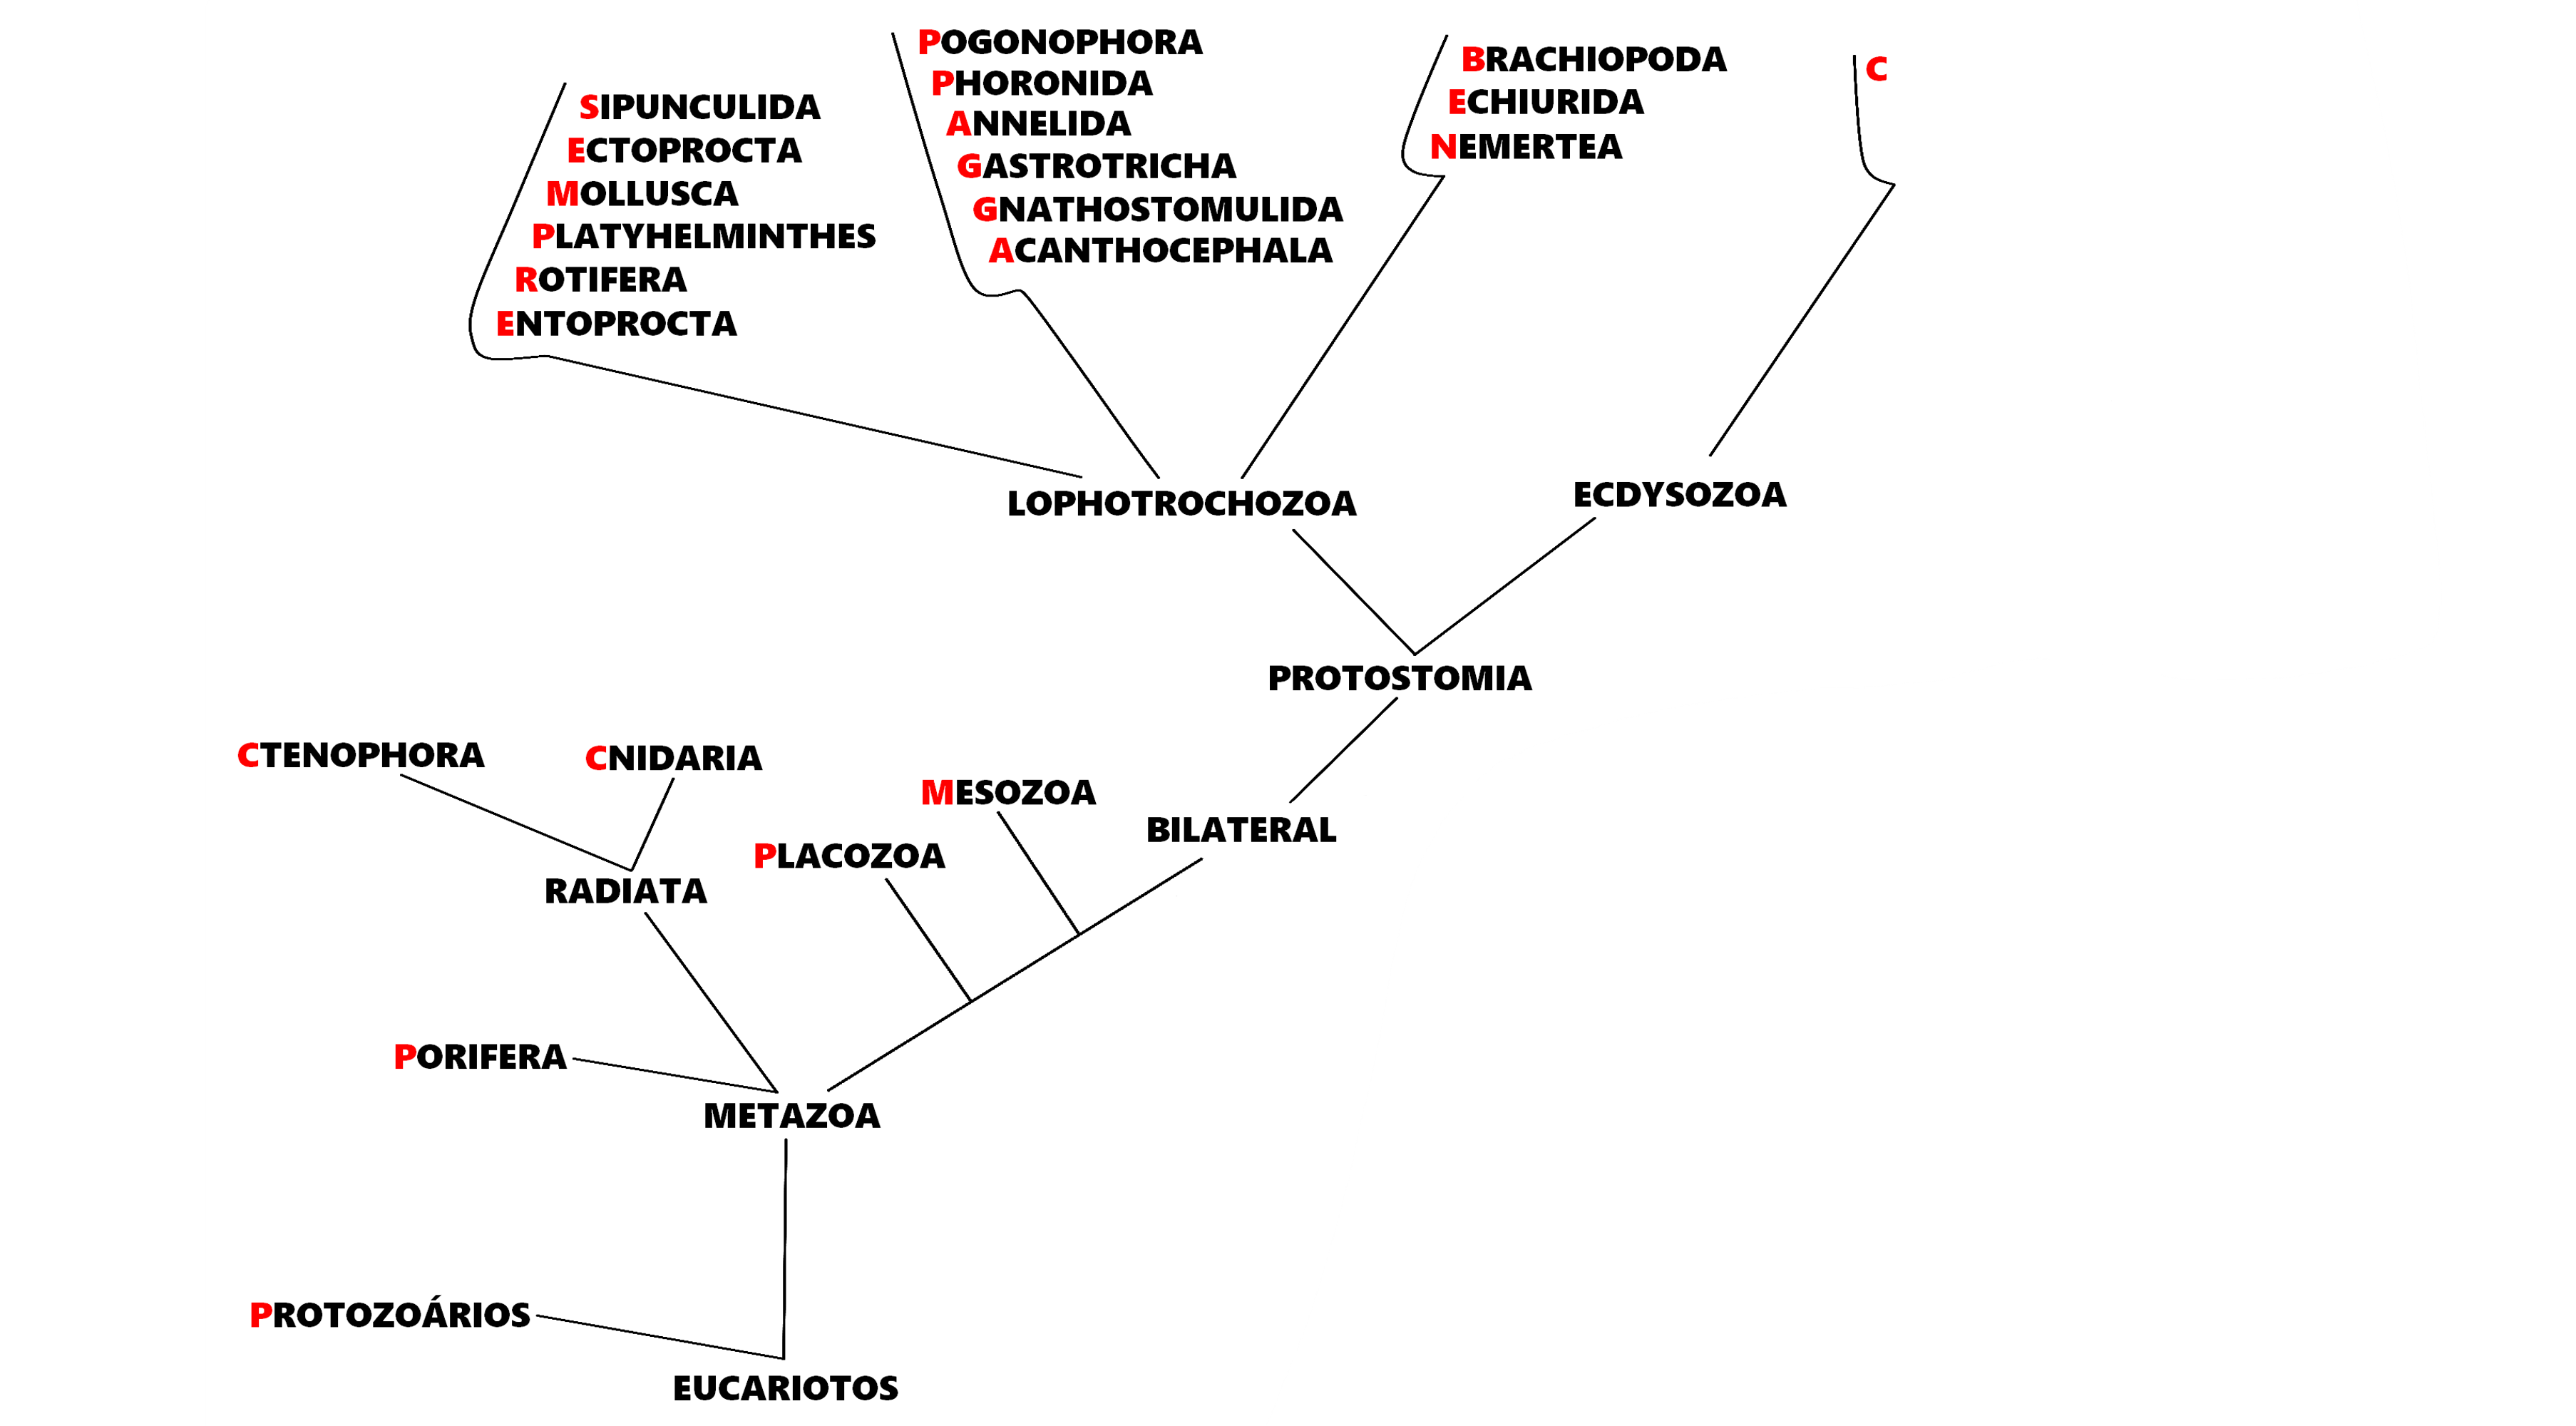 SIPUNCULIDA
ECTOPROCTA
MOLLUSCA
PLATYHELMINTHES
ROTIFERA
ENTOPROCTA
POGONOPHORA
PHORONIDA
ANNELIDA
GASTROTRICHA
GNATHOSTOMULIDA
ACANTHOCEPHALA
BRACHIOPODA
ECHIURIDA
NEMERTEA
C
LOPHOTROCHOZOA
ECDYSOZOA
PROTOSTOMIA
CTENOPHORA
CNIDARIA
MESOZOA
BILATERAL
PLACOZOA
RADIATA
PORIFERA
METAZOA
PROTOZOÁRIOS
EUCARIOTOS